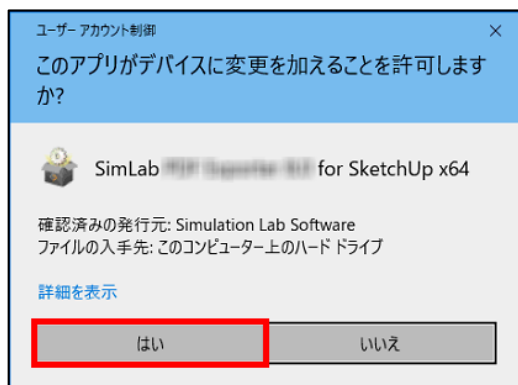 ユーザー アカウント制御
このアプリがデバイスに変更を加えることを許可します
か?
SimLab for SketchUp x64
確認済みの発行元: Simulation Lab Software
ファイルの入手先: このコンピューター上のハード ドライブ
詳細を表示
はい いいえ